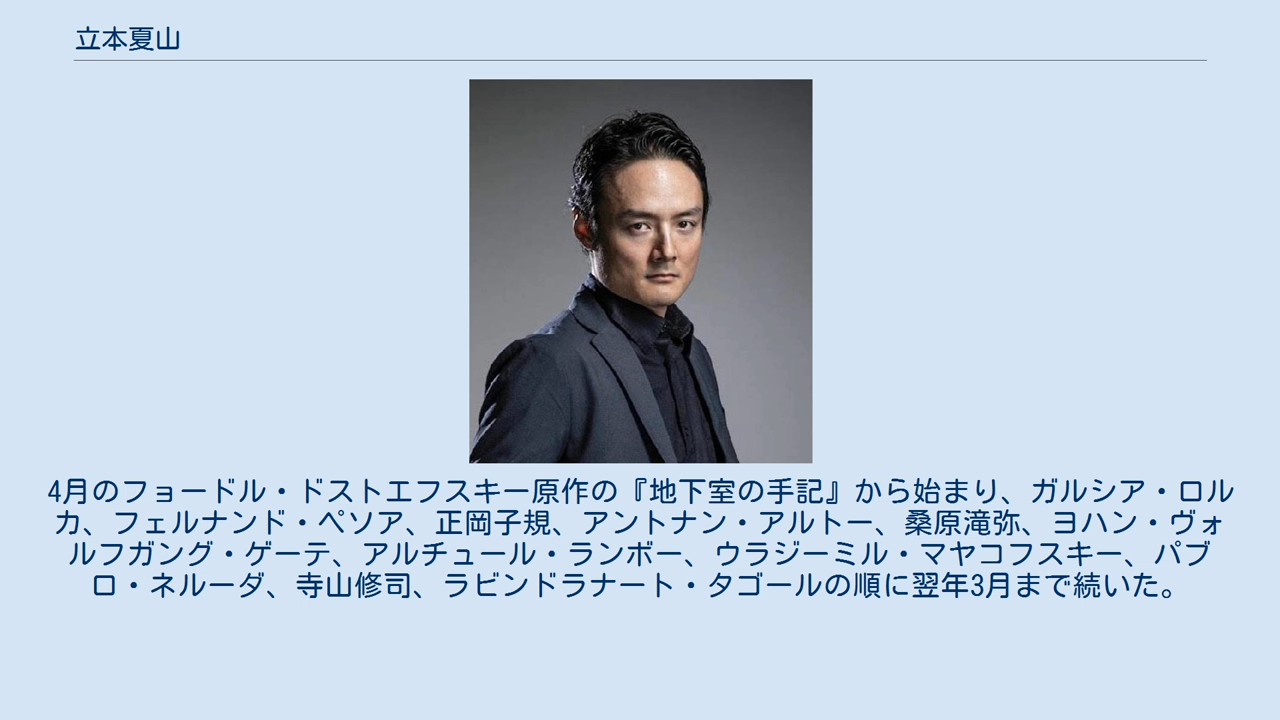 立本夏山
4月のフョードル・ドストエフスキー原作の『地下室の手記』から始まり、ガルシア・ロル
カ、フェルナンド・ペソア、正岡子規、アントナン・アルトー、桑原滝弥、ヨハン・ヴォ
ルフガング・ゲーテ、アルチュール・ランボー、ウラジーミル・マヤコフスキー、パブ
ロ・ネルーダ、寺山修司、ラビンドラナート・タゴールの順に翌年3月まで続いた。